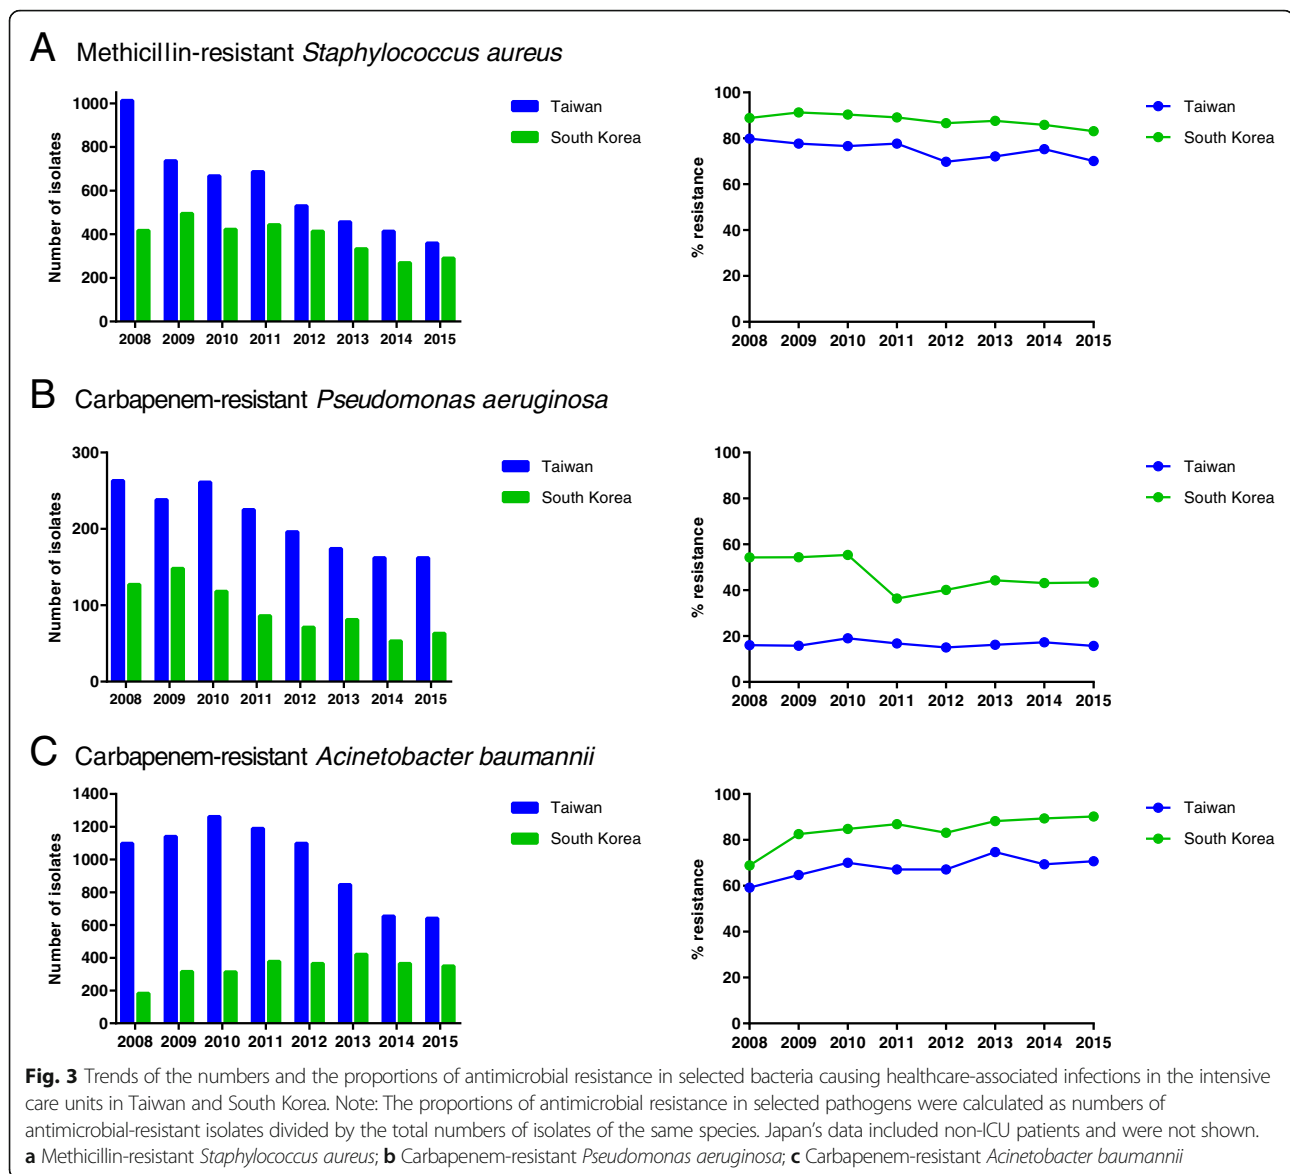 A Methicillin-resistant Staphylococcus aureus
1000
800
600
400
200
0
Number of isolates
2008 2009 2010 2011 2012 2013 2014 2015
Taiwan
South Korea
100
80
60
40
20
0
% resistance
2008 2009 2010 2011 2012 2013 2014 2015
Taiwan
South Korea
B Carbapenem-resistant Pseudomonas aeruginosa
300
200
100
0
Number of isolates
2008 2009 2010 2011 2012 2013 2014 2015
Taiwan
South Korea
100
80
60
40
20
0
% resistance
2008 2009 2010 2011 2012 2013 2014 2015
Taiwan
South Korea
C Carbapenem-resistant Acinetobacter baumannii
1400
1200
1000
800
600
400
200
0
Number of isolates
2008 2009 2010 2011 2012 2013 2014 2015
Taiwan
South Korea
100
80
60
40
20
0
% resistance
2008 2009 2010 2011 2012 2013 2014 2015
Taiwan
South Korea
Fig. 3 Trends of the numbers and the proportions of antimicrobial resistance in selected bacteria causing healthcare-associated infections in the intensive
care units in Taiwan and South Korea. Note: The proportions of antimicrobial resistance in selected pathogens were calculated as numbers of
antimicrobial-resistant isolates divided by the total numbers of isolates of the same species. Japan's data included non-ICU patients and were not shown.
a Methicillin-resistant Staphylococcus aureus; b Carbapenem-resistant Pseudomonas aeruginosa; c Carbapenem-resistant Acinetobacter baumannii